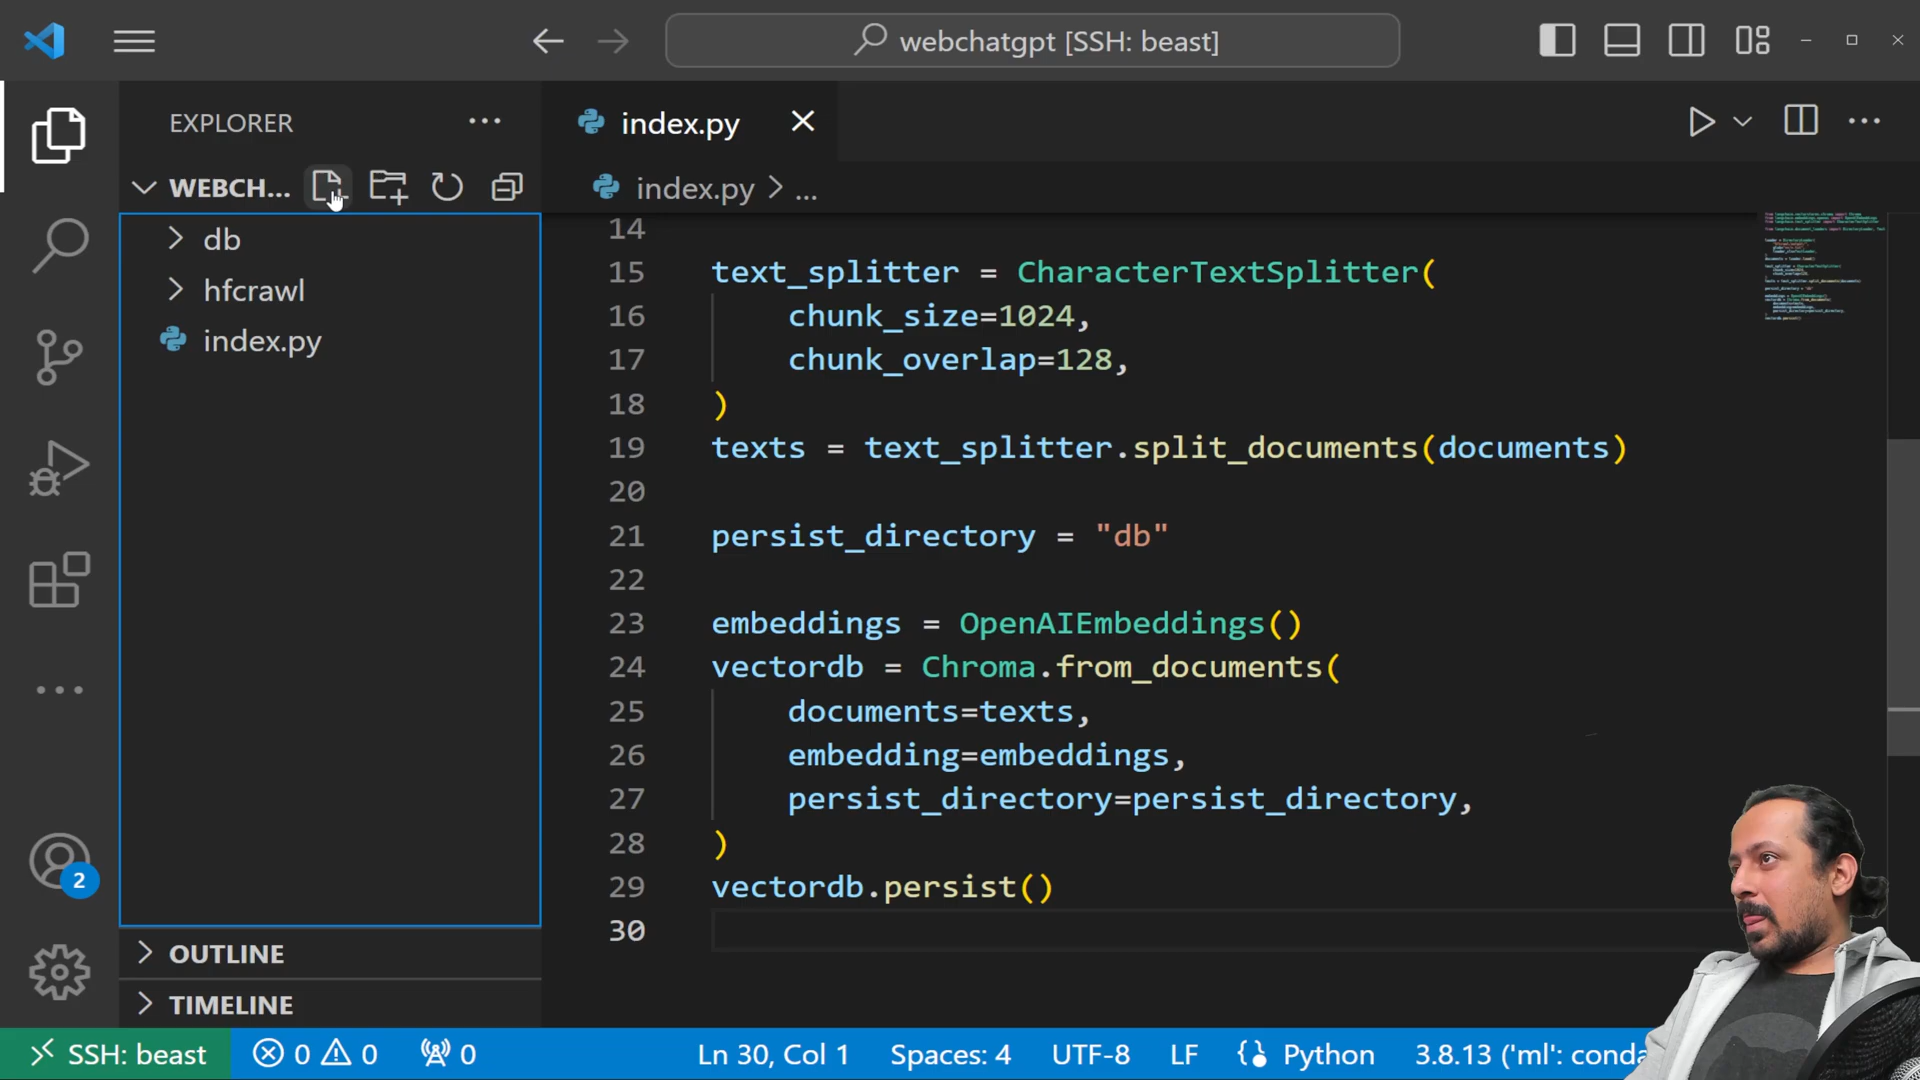 webchatgpt [SSH: beast]
EXPLORER
WEBCH...
db
hfcrawl
index.py
2
OUTLINE
TIMELINE
index.py
index.py > ...
14
15 text_splitter = CharacterTextSplitter(
16 chunk_size=1024,
17 chunk_overlap=128,
18 )
19 texts = text_splitter.split_documents(documents)
20
21 persist_directory = "db"
22
23 embeddings = OpenAIEmbeddings()
24 vectordb = Chroma.from_documents(
25 documents=texts,
26 embedding=embeddings,
27 persist_directory=persist_directory,
28 )
29 vectordb.persist()
30
SSH: beast 0 0 0 Ln 30, Col 1 Spaces: 4 UTF-8 LF Python 3.8.13 ('ml': conda